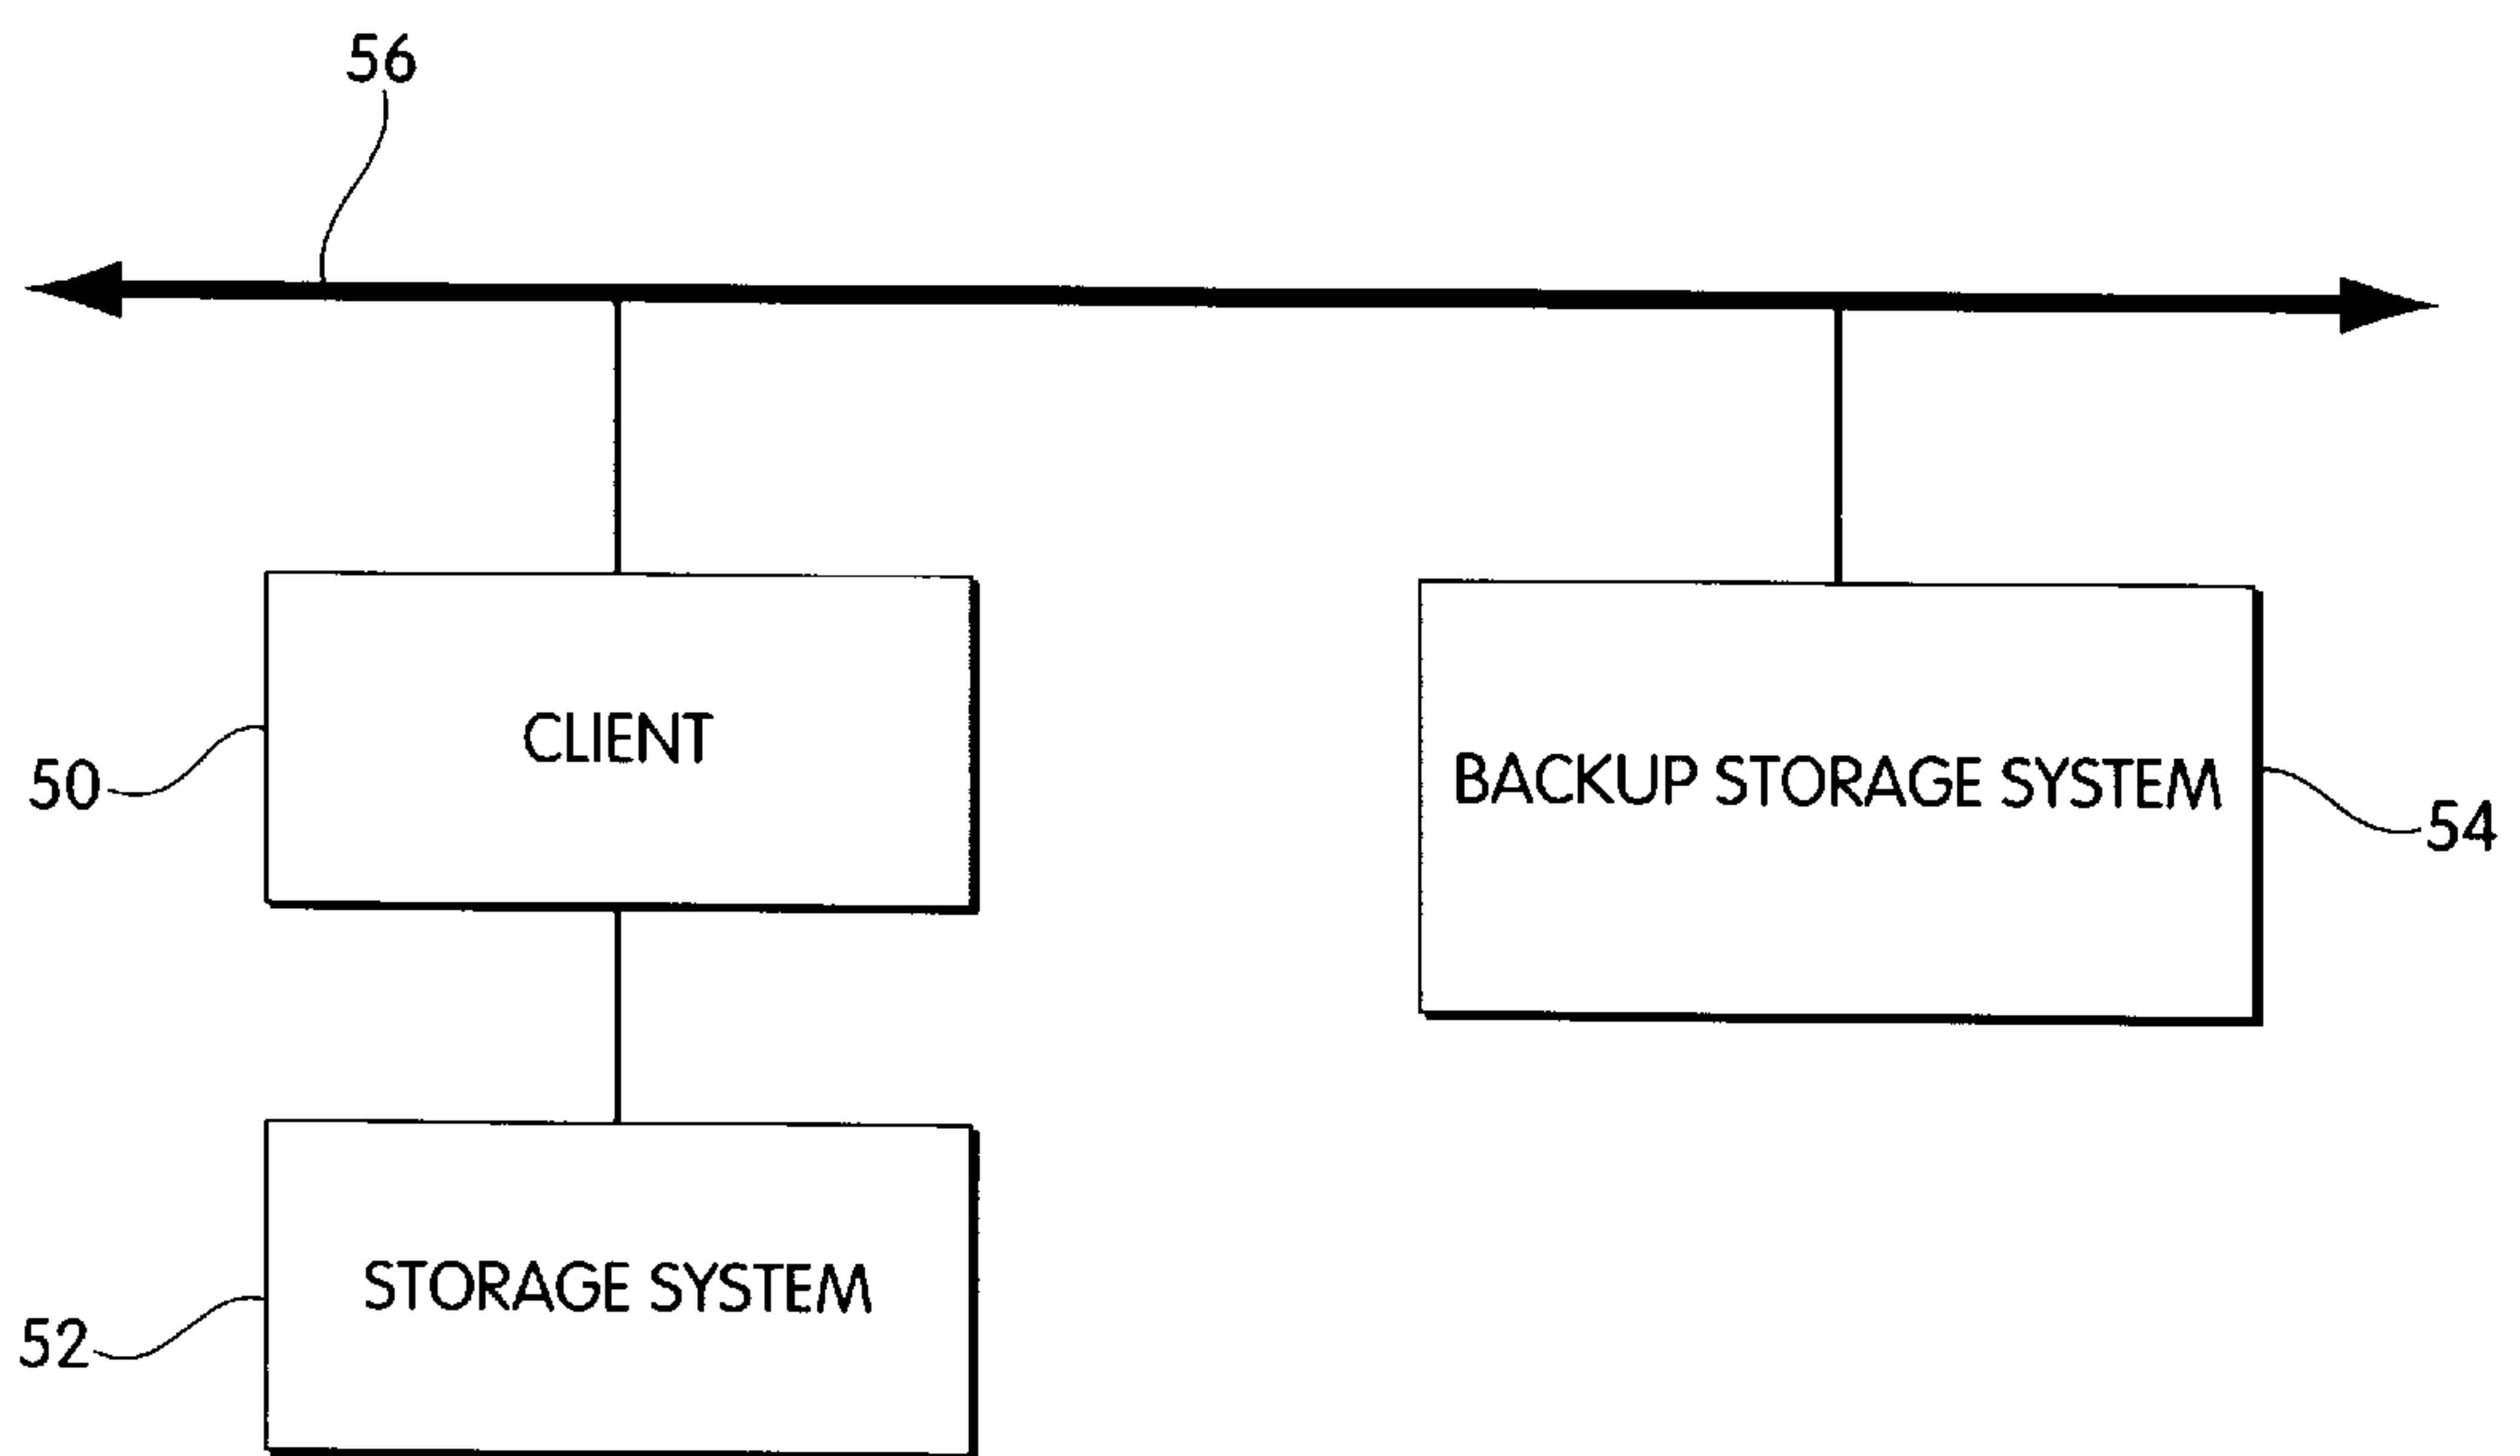 56
CLIENT
50
BACKUP STORAGE SYSTEM
54
STORAGE SYSTEM
52